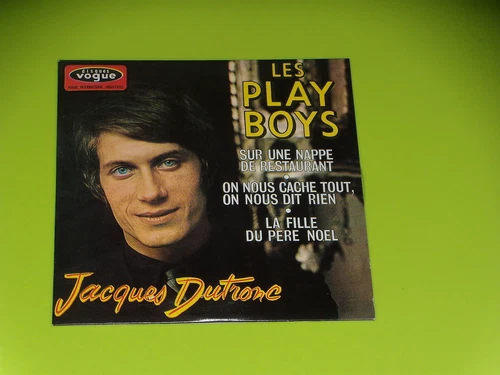 DISQUES
vogue
LES
PLAY
BOYS
SUR UNE NAPPE
DE RESTAURANT
ON NOUS CACHE TOUT,
ON NOUS DIT RIEN
LA FILLE
DU PERE NOEL
Jacques Dutronc